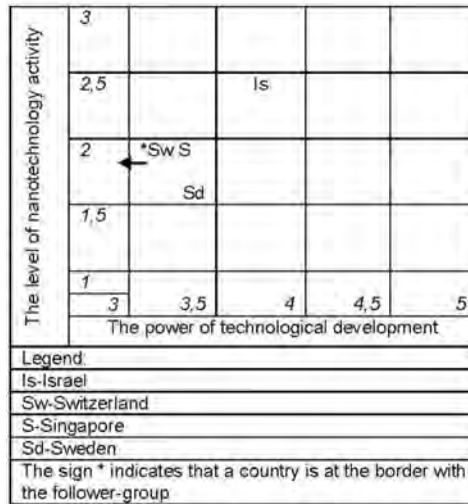 The level of nanotechnology activity
3
2,5
Is
2
*Sw S
Sd
1,5
1
3 3,5 4 4,5 5
The power of technological development
Legend:
Is-Israel
Sw-Switzerland
S-Singapore
Sd-Sweden
The sign * indicates that a country is at the border with
the follower-group